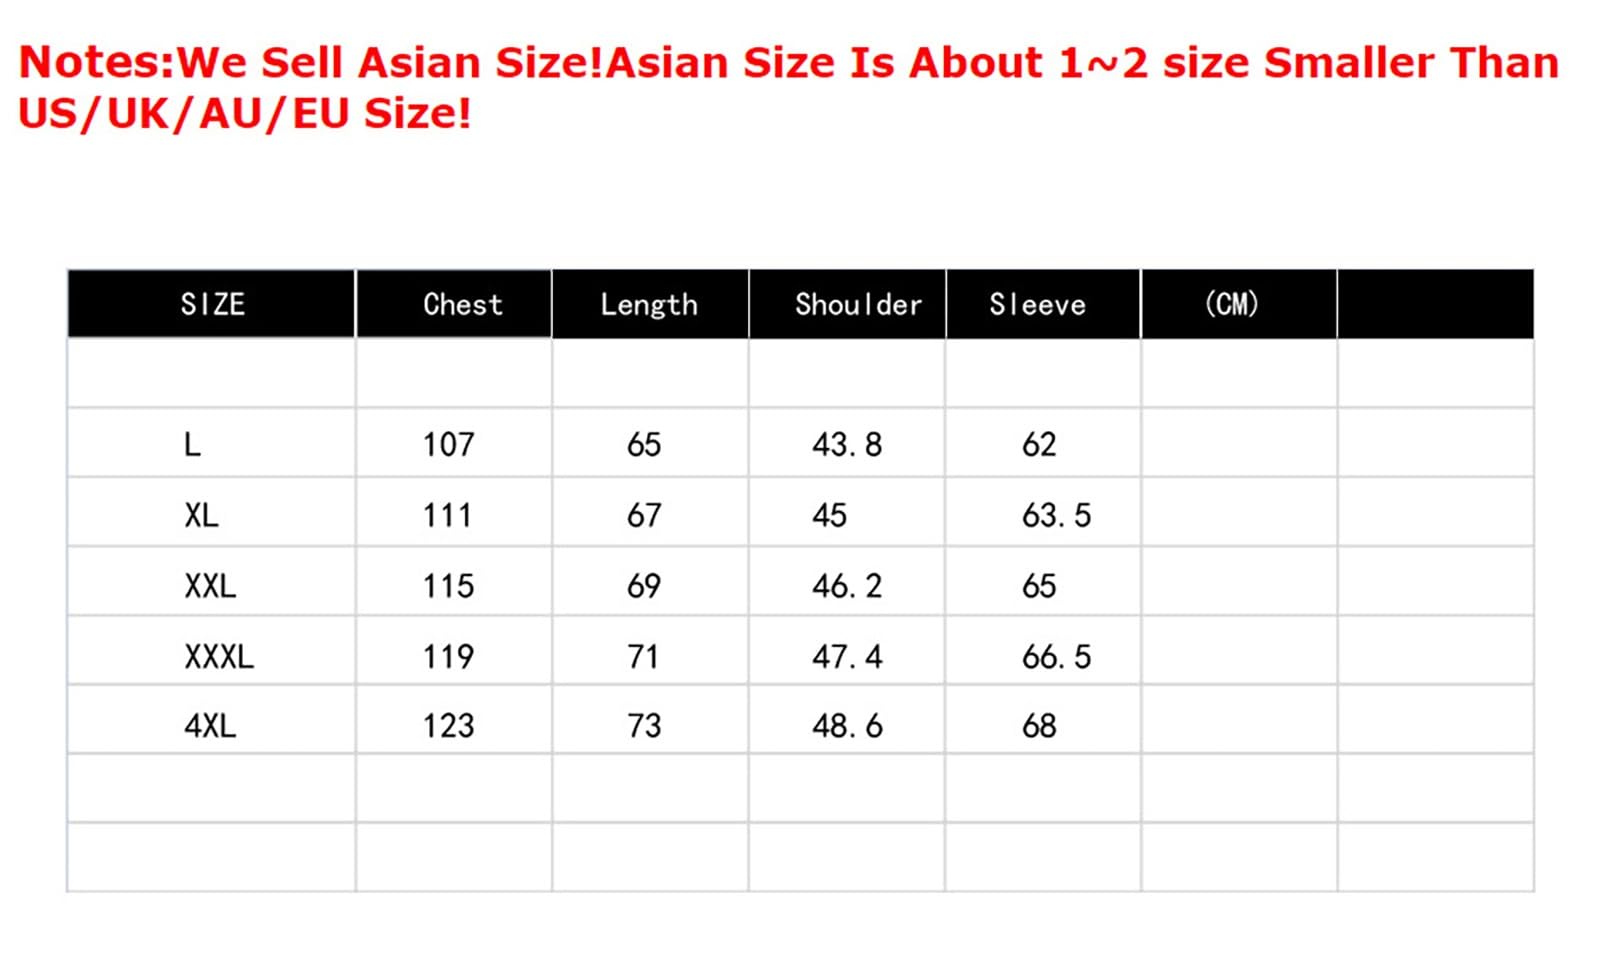 Notes:We Sell Asian Size!Asian Size Is About 1~2 size Smaller Than
US/UK/AU/EU Size!
SIZE Chest Length Shoulder Sleeve (CM)
L 107 65 43.8 62
XL 111 67 45 63.5
XXL 115 69 46.2 65
XXXL 119 71 47.4 66.5
4XL 123 73 48.6 68